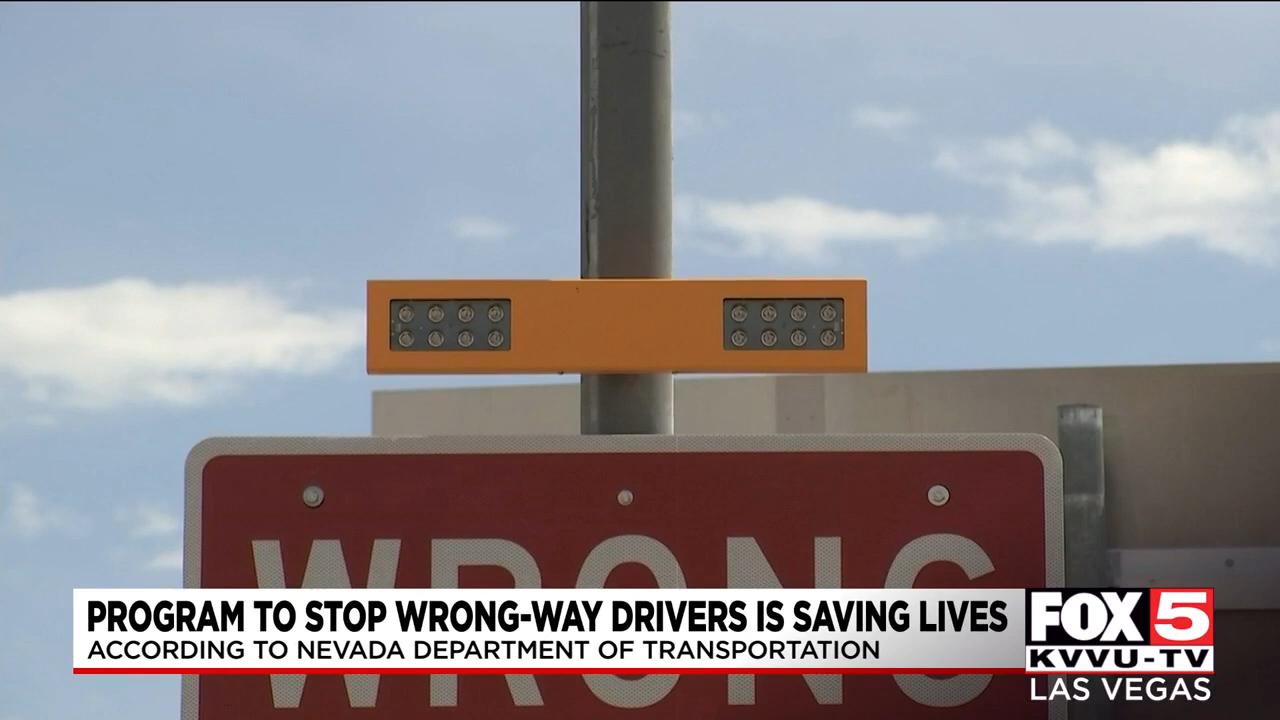 WRONG
PROGRAM TO STOP WRONG-WAY DRIVERS IS SAVING LIVES
ACCORDING TO NEVADA DEPARTMENT OF TRANSPORTATION
FOX 5
KVVU-TV
LAS VEGAS